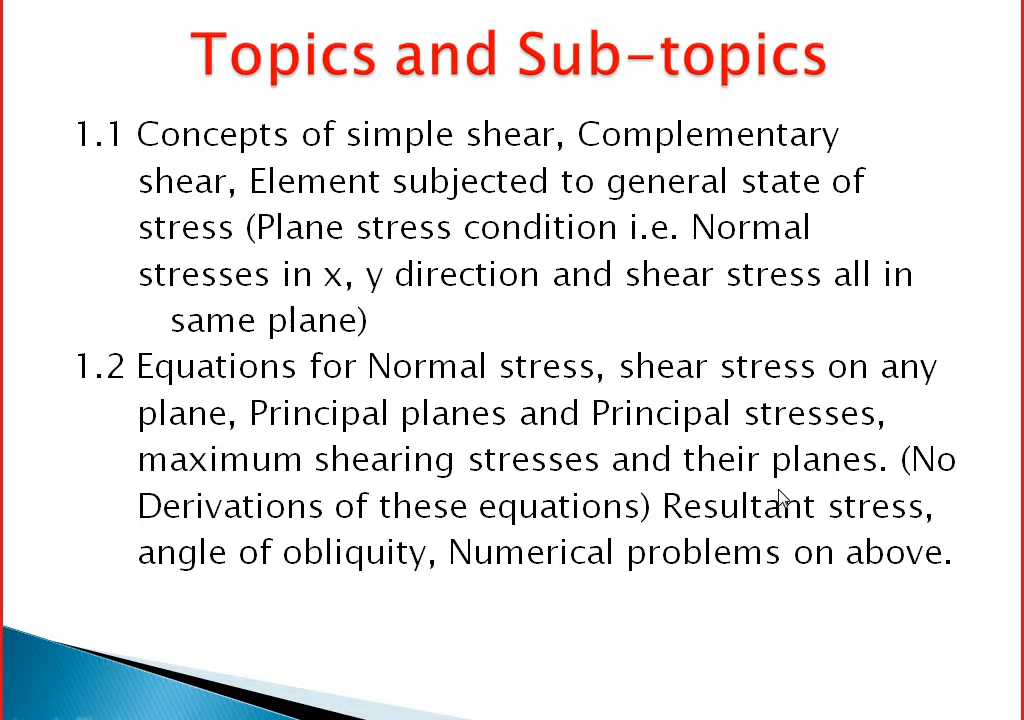 Topics and Sub-topics
1.1 Concepts of simple shear, Complementary
shear, Element subjected to general state of
stress (Plane stress condition i.e. Normal
stresses in x, y direction and shear stress all in
same plane)
1.2 Equations for Normal stress, shear stress on any
plane, Principal planes and Principal stresses,
maximum shearing stresses and their planes. (No
Derivations of these equations) Resultant stress,
angle of obliquity, Numerical problems on above.